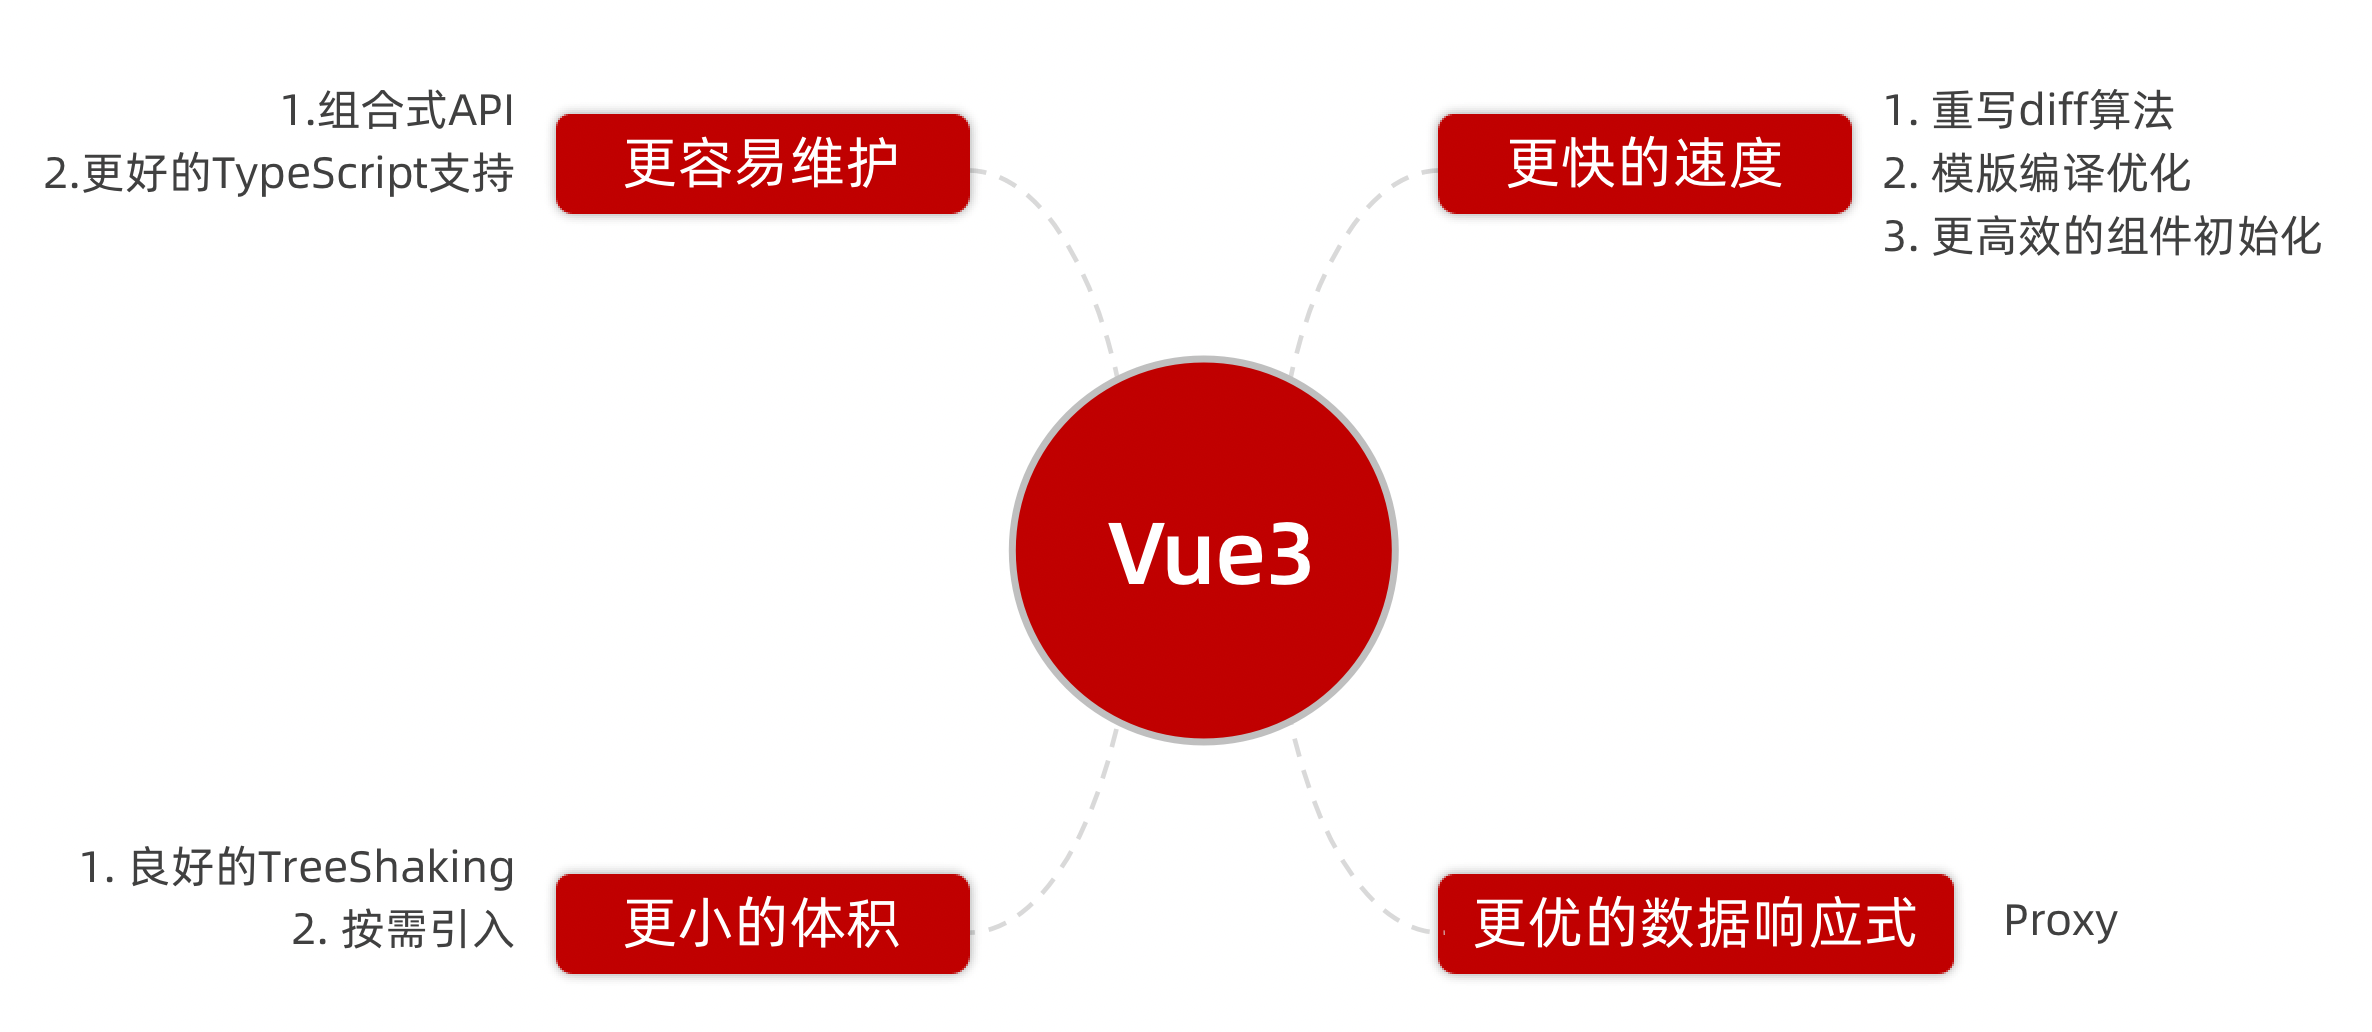 1.组合式API
2.更好的TypeScript支持
更容易维护
更快的速度
1. 重写diff算法
2. 模版编译优化
3. 更高效的组件初始化
Vue3
1. 良好的TreeShaking
2. 按需引入
更小的体积
更优的数据响应式
Proxy